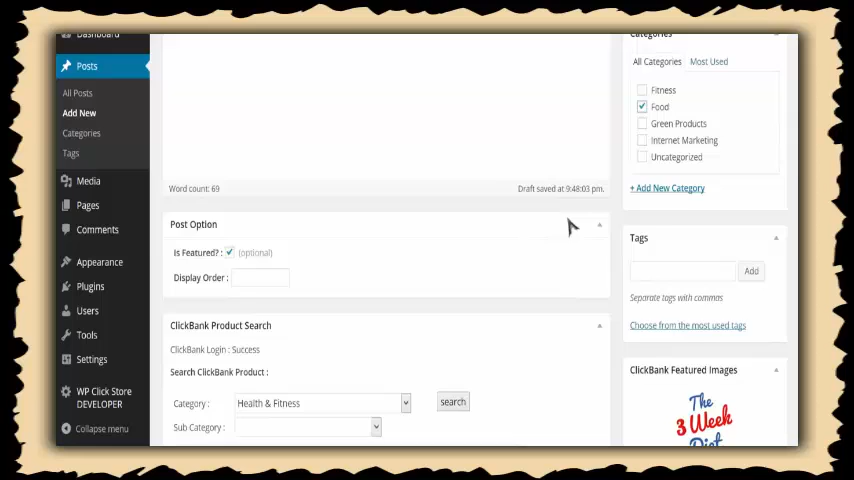 Dashboard
Posts
All Posts
Add New
Categories
Tags
Media
Pages
Comments
Appearance
Plugins
Users
Tools
Settings
WP Click Store
DEVELOPER
Collapse menu
Word count: 69
Draft saved at 9:48:03 pm.
Post Option
Is Featured? : (optional)
Display Order :
ClickBank Product Search
ClickBank Login : Success
Search ClickBank Product :
Category : Health & Fitness search
Sub Category :
Categories
All Categories Most Used
Fitness
Food
Green Products
Internet Marketing
Uncategorized
+ Add New Category
Tags
Add
Separate tags with commas
Choose from the most used tags
ClickBank Featured Images
The
3 Week
Diet